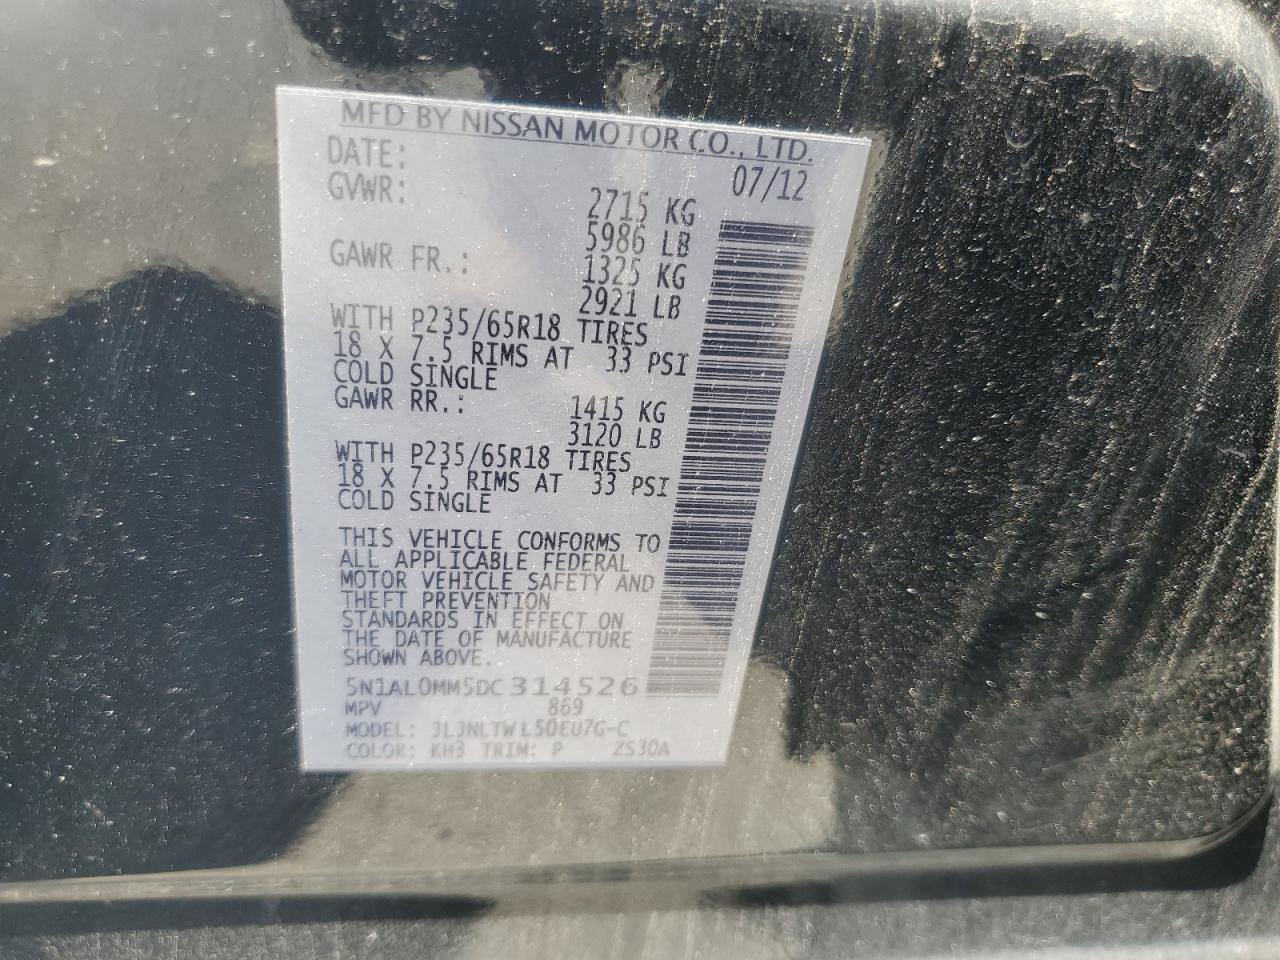 MFD BY NISSAN MOTOR CO., LTD.
DATE: 07/12
GVWR: 2715 KG
5986 LB
GAWR FR.: 1325 KG
2921 LB
WITH P235/65R18 TIRES
18 X 7.5 RIMS AT 33 PSI
COLD SINGLE
GAWR RR.: 1415 KG
3120 LB
WITH P235/65R18 TIRES
18 X 7.5 RIMS AT 33 PSI
COLD SINGLE
THIS VEHICLE CONFORMS TO
ALL APPLICABLE FEDERAL
MOTOR VEHICLE SAFETY AND
THEFT PREVENTION
STANDARDS IN EFFECT ON
THE DATE OF MANUFACTURE
SHOWN ABOVE.
5N1AL0MM5DC314526
MPV 869
MODEL: JLJNLTWL50EU7G-C
COLOR: KH3 TRIM: P ZS30A